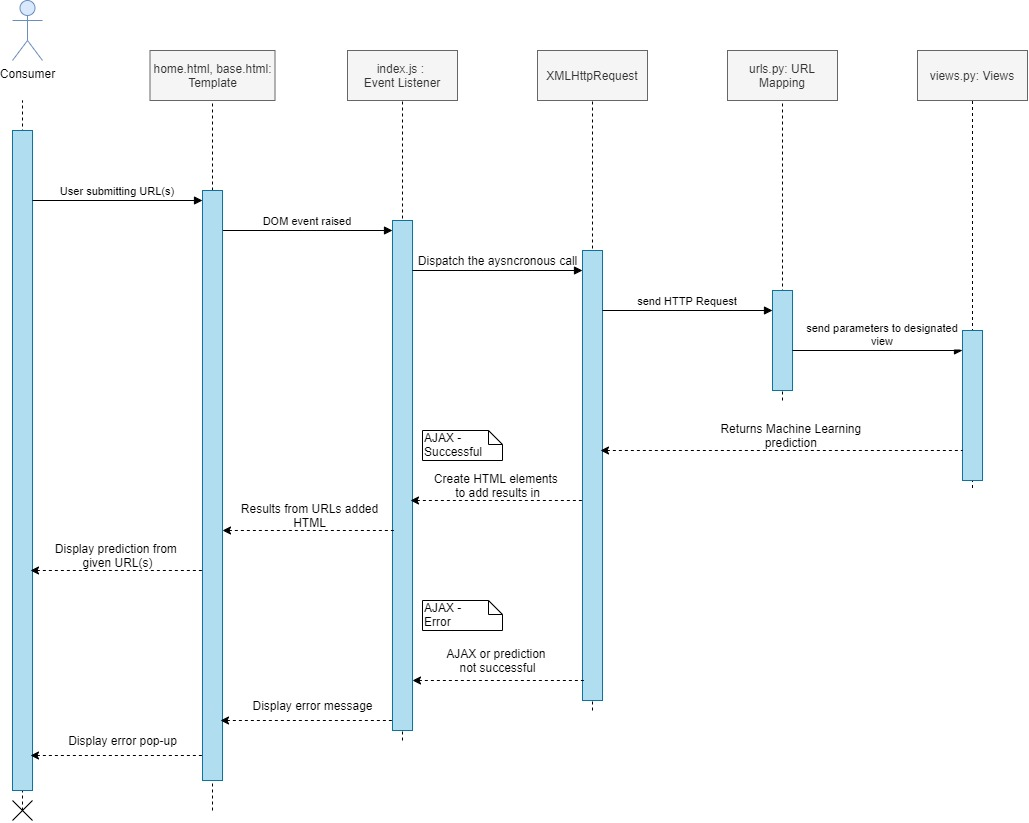 Consumer
home.html, base.html:
Template
index.js :
Event Listener
XMLHttpRequest
urls.py: URL
Mapping
views.py: Views
User submitting URL(s)
DOM event raised
Dispatch the aysncronous call
send HTTP Request
send parameters to designated
view
Returns Machine Learning
prediction
AJAX -
Successful
Create HTML elements
to add results in
Results from URLs added
HTML
Display prediction from
given URL(s)
AJAX -
Error
AJAX or prediction
not successful
Display error message
Display error pop-up